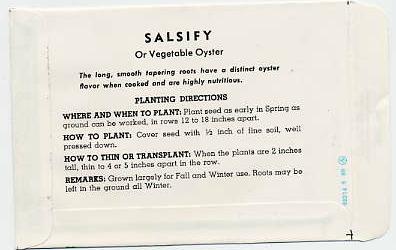 SALSIFY
Or Vegetable Oyster
The long, smooth tapering roots have a distinct oyster
flavor when cooked and are highly nutritious.
PLANTING DIRECTIONS
WHERE AND WHEN TO PLANT: Plant seed as early in Spring as
ground can be worked, in rows 12 to 18 inches apart.
HOW TO PLANT: Cover seed with ½ inch of fine soil, well
pressed down.
HOW TO THIN OR TRANSPLANT: When the plants are 2 inches
tall, thin to 4 or 5 inches apart in the row.
REMARKS: Grown largely for Fall and Winter use. Roots may be
left in the ground all Winter.